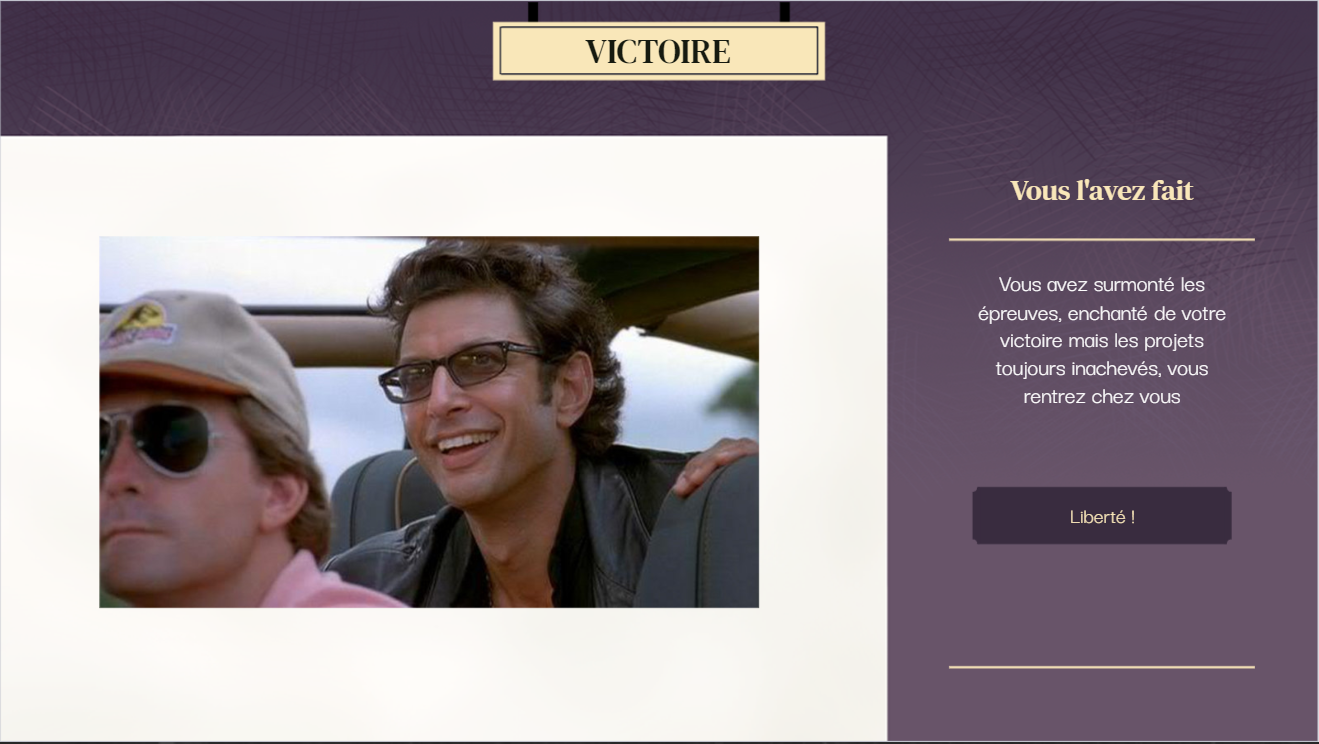 VICTOIRE
Vous l'avez fait
Vous avez surmonté les
épreuves, enchanté de votre
victoire mais les projets
toujours inachevés, vous
rentrez chez vous
Liberté !